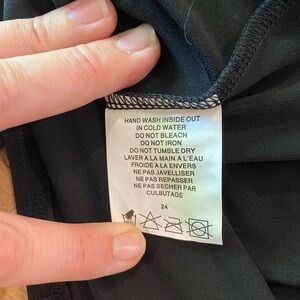 HAND WASH INSIDE OUT
IN COLD WATER
DO NOT BLEACH
DO NOT IRON
DO NOT TUMBLE DRY
LAVER A LA MAIN A L'EAU
FROIDE A LA ENVERS
NE PAS JAVELLISER
NE PAS REPASSER
NE PAS SECHER PAR
CULBUTAGE
24